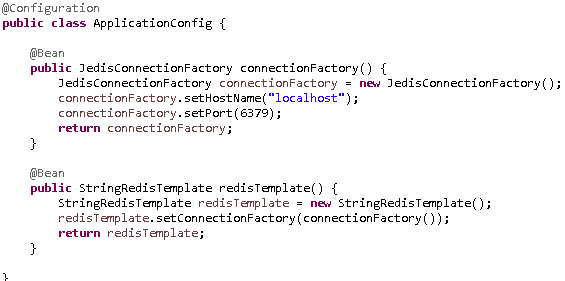 @Configuration
public class ApplicationConfig {
@Bean
public JedisConnectionFactory connectionFactory() {
JedisConnectionFactory connectionFactory = new JedisConnectionFactory();
connectionFactory.setHostName("localhost");
connectionFactory.setPort(6379);
return connectionFactory;
}
@Bean
public StringRedisTemplate redisTemplate() {
StringRedisTemplate redisTemplate = new StringRedisTemplate();
redisTemplate.setConnectionFactory(connectionFactory());
return redisTemplate;
}
}